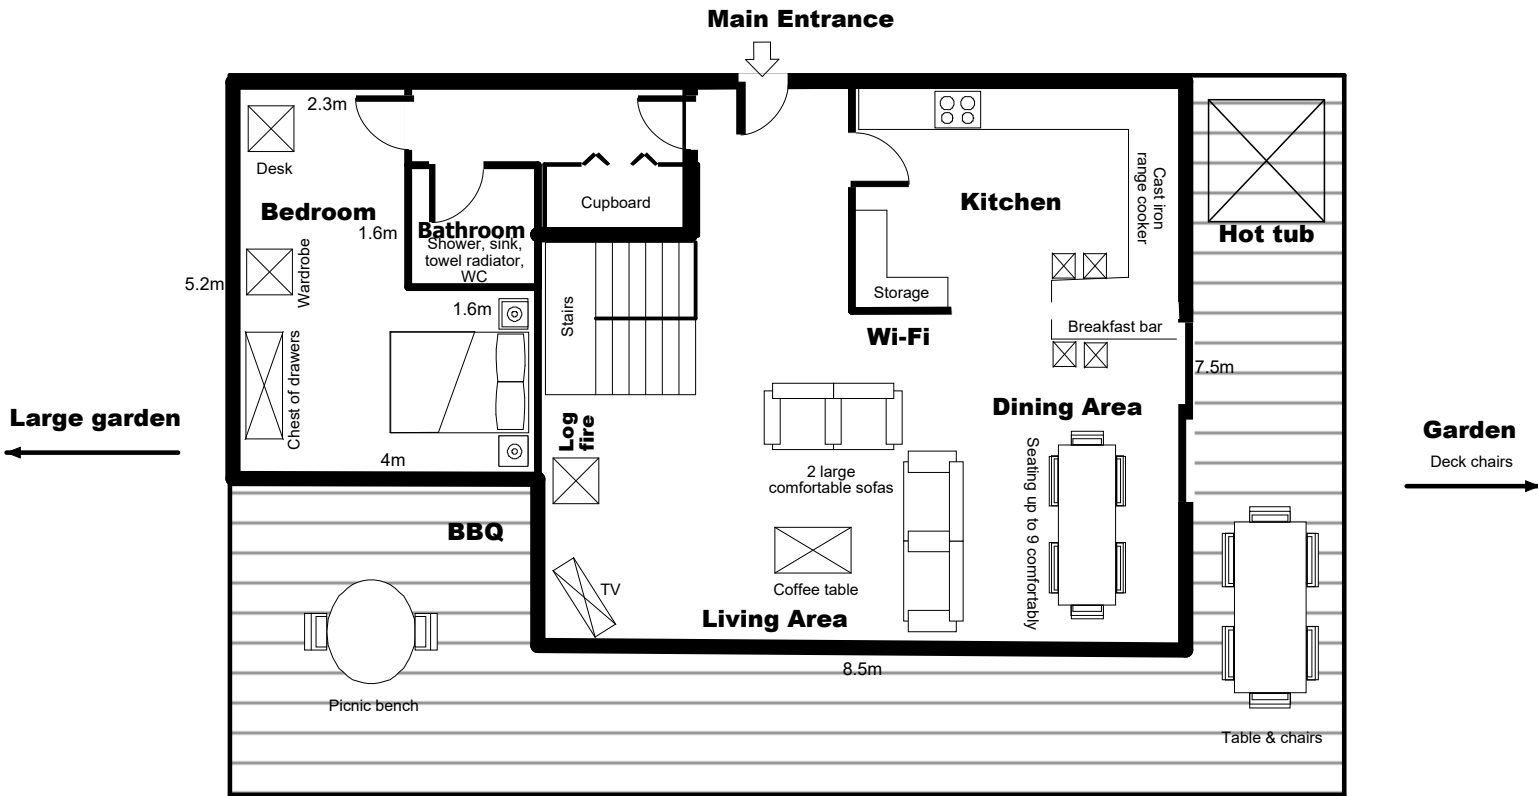 Main Entrance
2.3m
Desk
Bedroom
1.6m
Bathroom
Shower, sink,
towel radiator,
WC
Cupboard
Kitchen
Cast iron
range cooker
Hot tub
Wardrobe
5.2m
1.6m
Stairs
Storage
Wi-Fi
Breakfast bar
7.5m
Chest of drawers
Large garden
4m
Log
fire
2 large
comfortable sofas
Dining Area
Seating up to 9 comfortably
Garden
Deck chairs
BBQ
TV
Coffee table
Living Area
8.5m
Picnic bench
Table & chairs